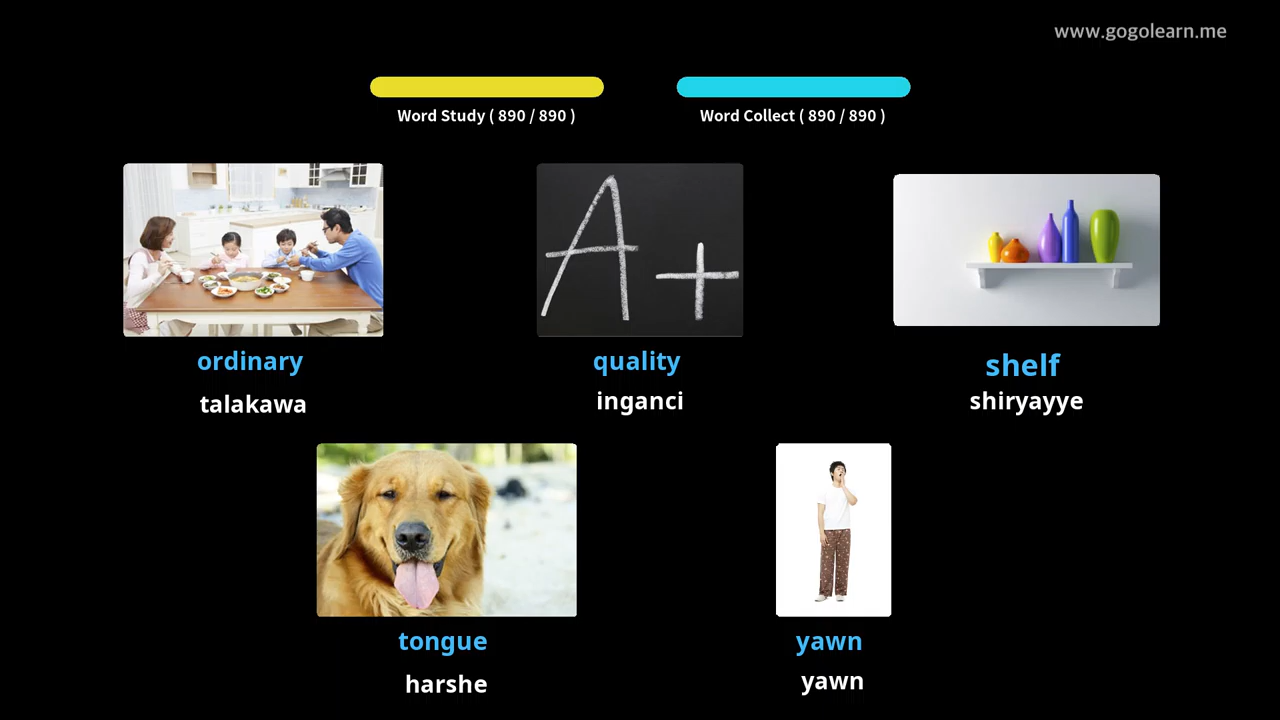 www.gogolearn.me
Word Study ( 890 / 890 )
Word Collect ( 890 / 890 )
A+
ordinary
talakawa
quality
inganci
shelf
shiryayye
tongue
harshe
yawn
yawn